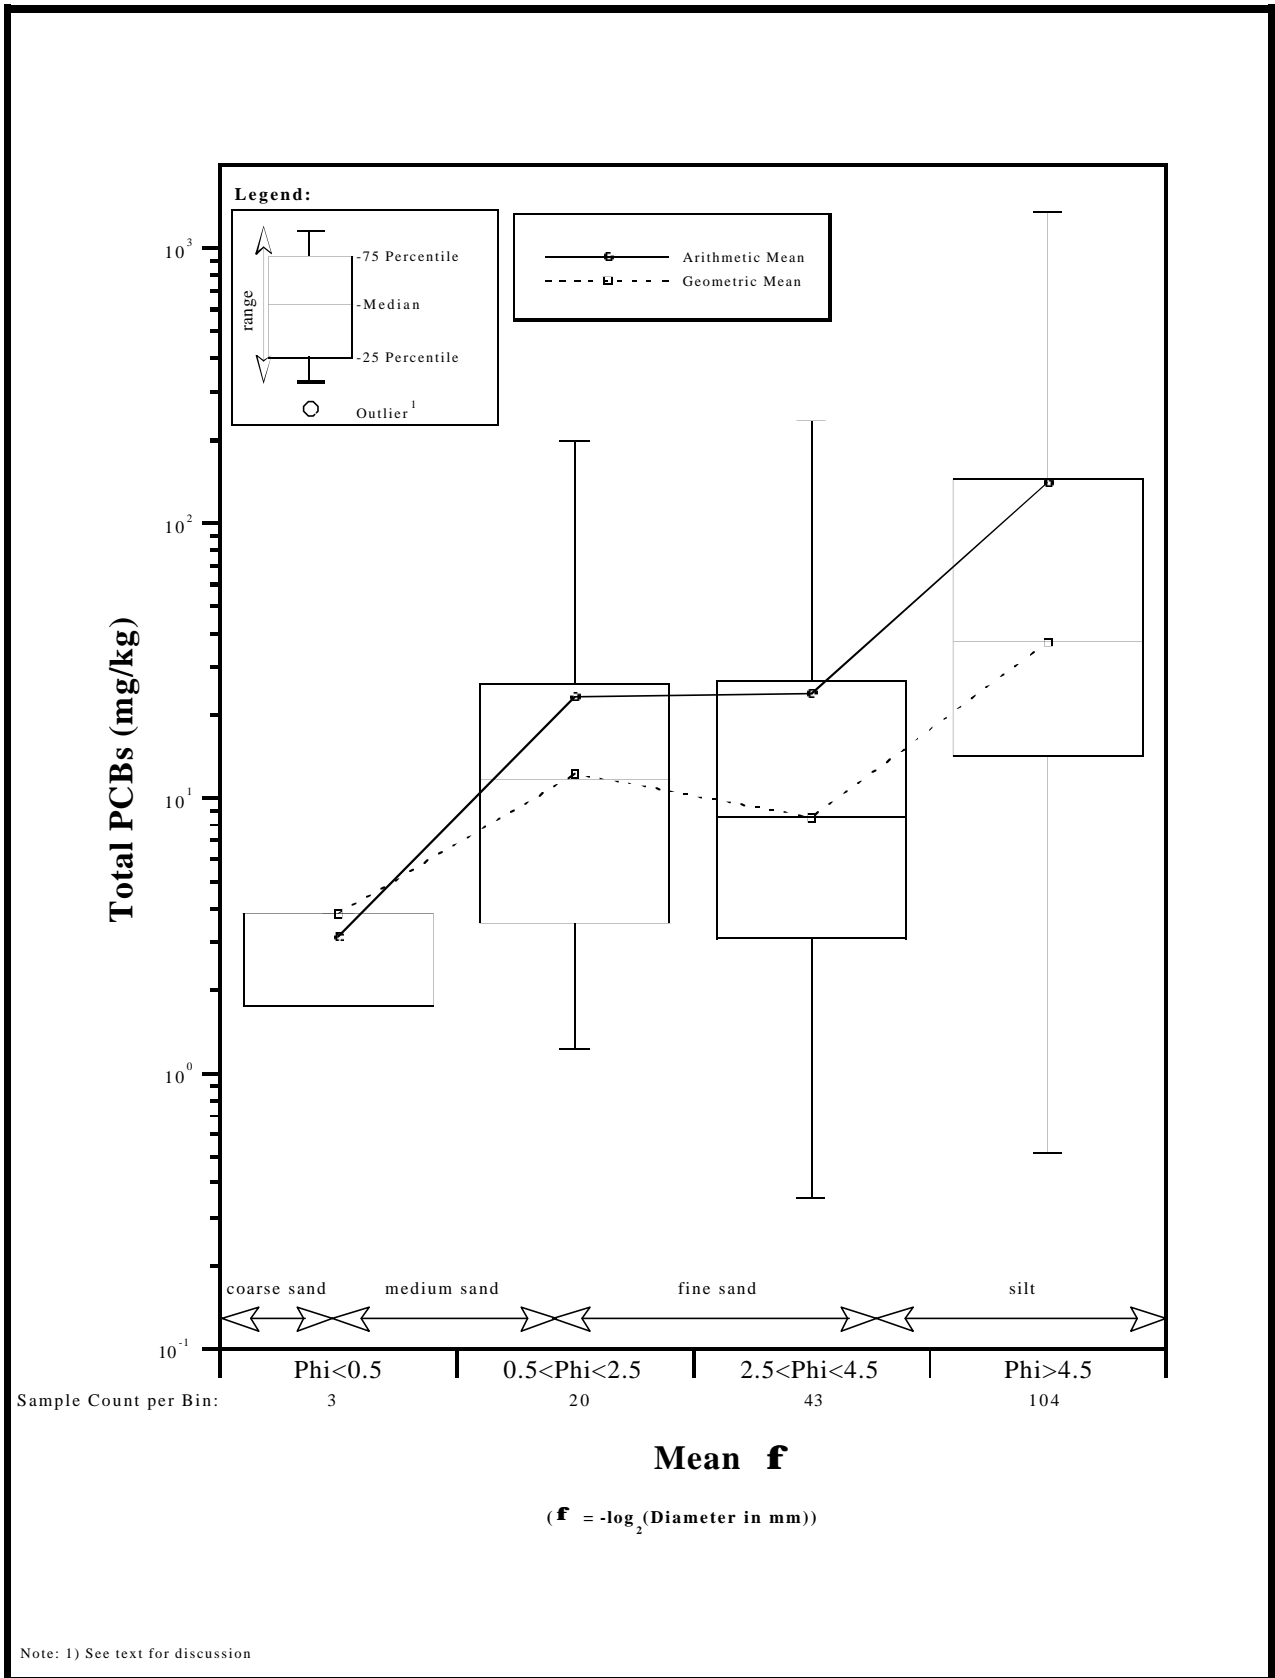 Legend:
range
-75 Percentile
-Median
-25 Percentile
Outlier 1
Arithmetic Mean
Geometric Mean
Total PCBs (mg/kg)
10 3
10 2
10 1
10 0
10 -1
coarse sand medium sand fine sand silt
Phi<0.5 0.5<Phi<2.5 2.5<Phi<4.5 Phi>4.5
Sample Count per Bin: 3 20 43 104
Mean f
(f = -log2(Diameter in mm))
Note: 1) See text for discussion